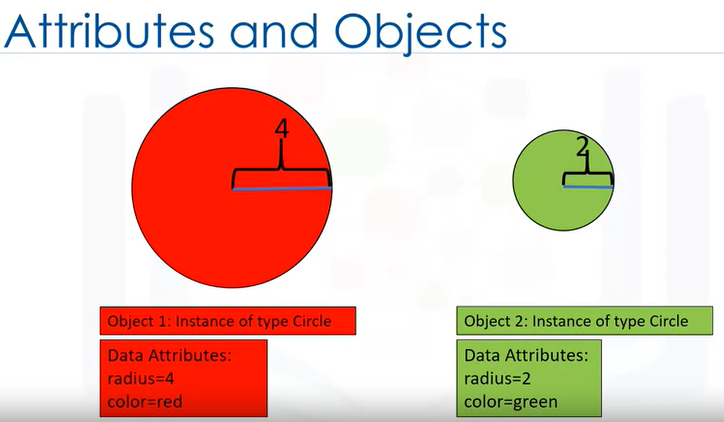 Attributes and Objects
4
2
Object 1: Instance of type Circle
Data Attributes:
radius=4
color=red
Object 2: Instance of type Circle
Data Attributes:
radius=2
color=green